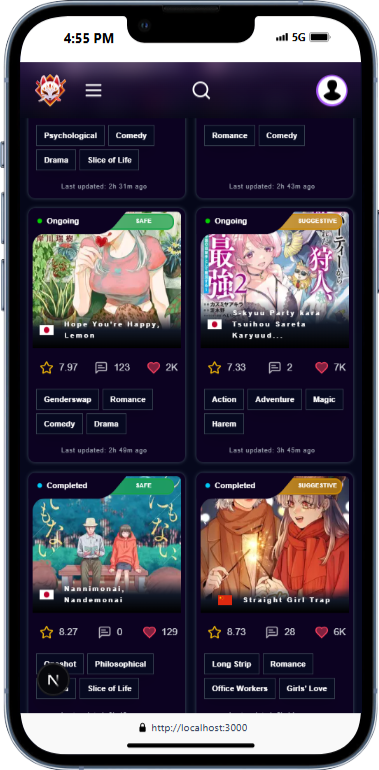 4:55 PM
5G
Psychological
Comedy
Drama
Slice of Life
Last updated: 2h 31m ago
Romance
Comedy
Last updated: 2h 43m ago
Ongoing
SAFE
Hope You're Happy,
Lemon
7.97
123
2K
Genderswap
Romance
Comedy
Drama
Last updated: 2h 49m ago
Ongoing
SUGGESTIVE
最強
2
狩人、
S-kyuu Party kara
Tsuihou Sareta
Karyuud...
7.33
2
7K
Action
Adventure
Magic
Harem
Last updated: 3h 45m ago
Completed
SAFE
にもない
Nannimonai,
Nandemonai
8.27
0
129
Philosophical
Slice of Life
Completed
SUGGESTIVE
Straight Girl Trap
8.73
28
6K
Long Strip
Romance
Office Workers
Girls' Love
N
http://localhost:3000